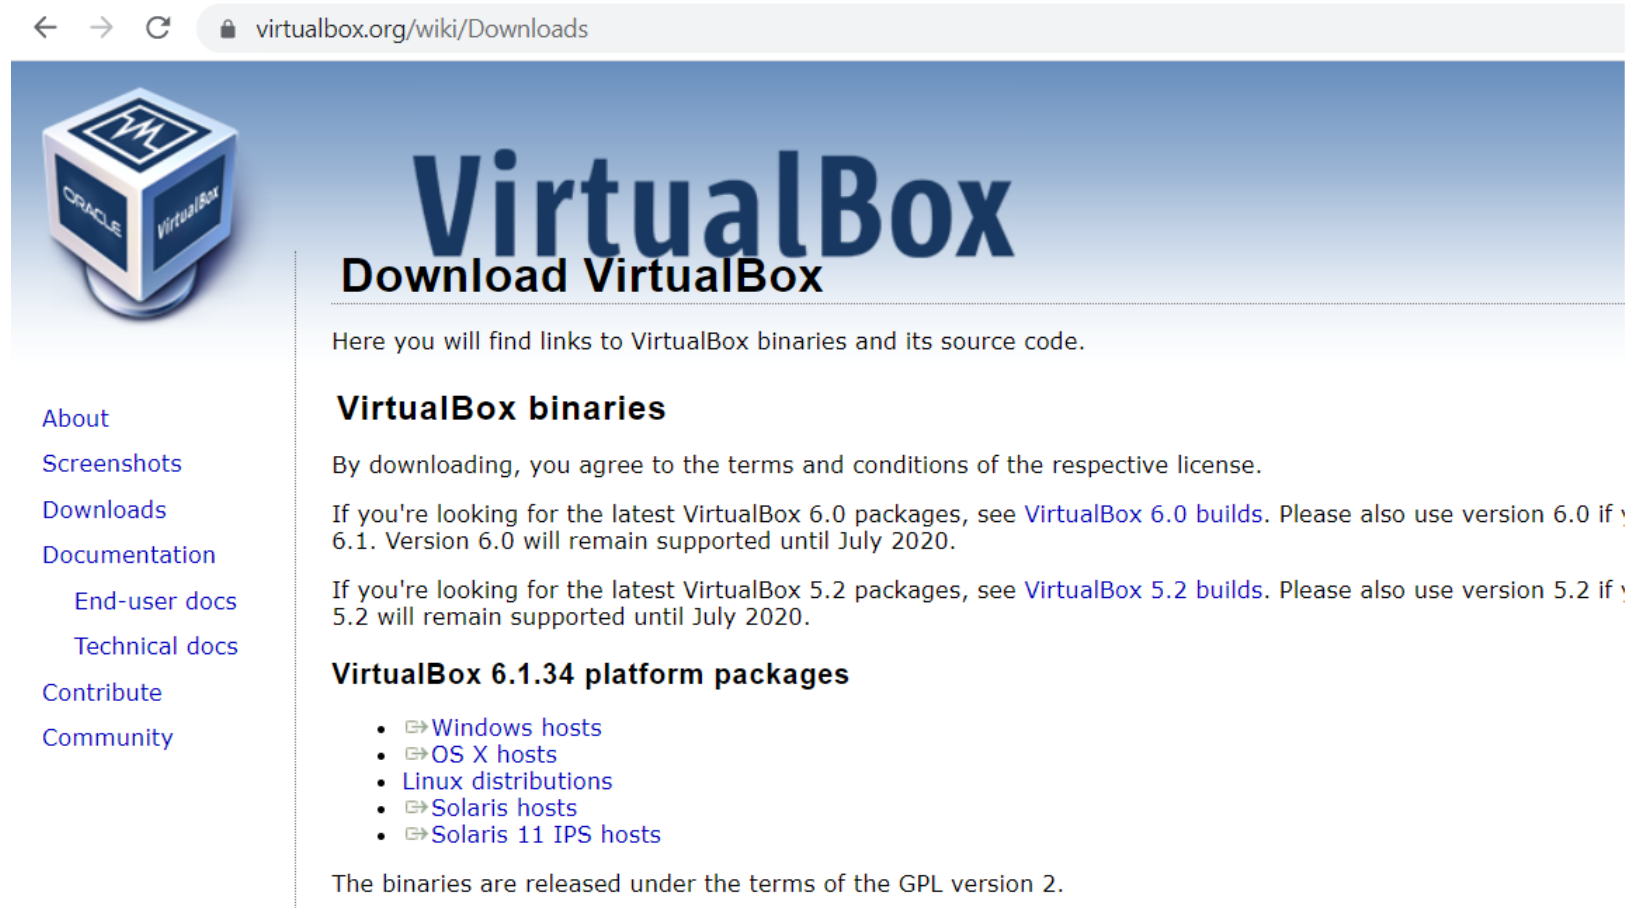 virtualbox.org/wiki/Downloads
ORACLE
VirtualBox
VirtualBox
Download VirtualBox
Here you will find links to VirtualBox binaries and its source code.
About
Screenshots
Downloads
Documentation
End-user docs
Technical docs
Contribute
Community
VirtualBox binaries
By downloading, you agree to the terms and conditions of the respective license.
If you're looking for the latest VirtualBox 6.0 packages, see VirtualBox 6.0 builds. Please also use version 6.0 if
6.1. Version 6.0 will remain supported until July 2020.
If you're looking for the latest VirtualBox 5.2 packages, see VirtualBox 5.2 builds. Please also use version 5.2 if
5.2 will remain supported until July 2020.
VirtualBox 6.1.34 platform packages
• Windows hosts
• OS X hosts
• Linux distributions
• Solaris hosts
• Solaris 11 IPS hosts
The binaries are released under the terms of the GPL version 2.